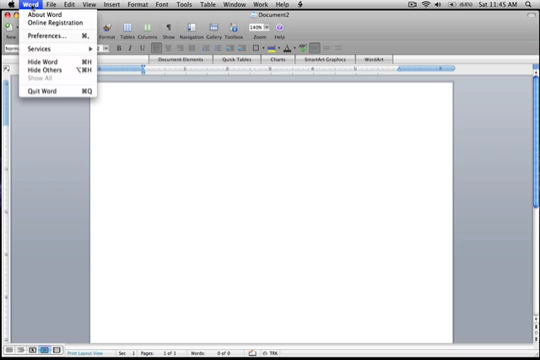 Word File Edit View Insert Format Font Tools Table Window Work Help (68%) Sat 11:45 AM
Document2
About Word
Online Registration
Preferences... ⌘,
Services
Hide Word ⌘H
Hide Others ⌥⌘H
Show All
Quit Word ⌘Q
New Format Tables Columns Show Navigation Gallery Toolbox Zoom Help
140%
Norm B I U
Document Elements Quick Tables Charts SmartArt Graphics WordArt
Print Layout View Sec 1 Pages: 1 of 1 Words: 0 of 0 TRK